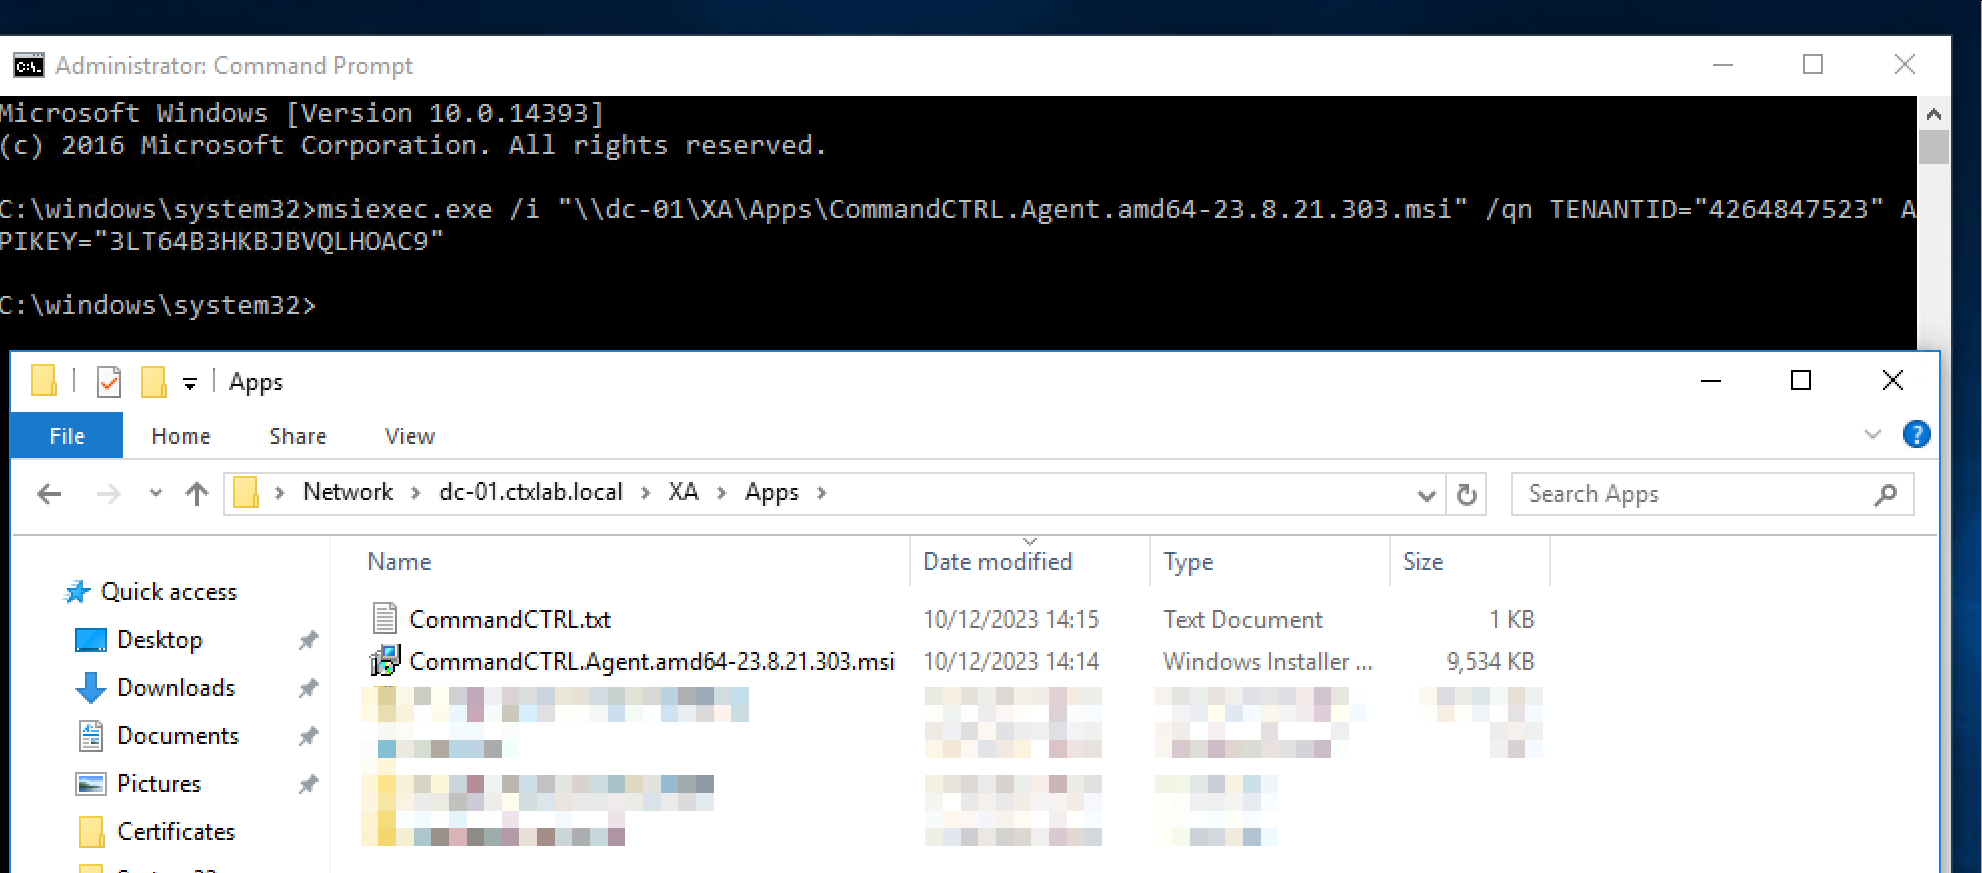 Administrator: Command Prompt
Microsoft Windows [Version 10.0.14393]
(c) 2016 Microsoft Corporation. All rights reserved.
C:\windows\system32>msiexec.exe /i "\\dc-01\XA\Apps\CommandCTRL.Agent.amd64-23.8.21.303.msi" /qn TENANTID="4264847523" A
PIKEY="3LT64B3HKBJBVQLHOAC9"
C:\windows\system32>
Apps
File Home Share View
Network > dc-01.ctxlab.local > XA > Apps >
Search Apps
Name Date modified Type Size
Quick access
CommandCTRL.txt 10/12/2023 14:15 Text Document 1 KB
Desktop
CommandCTRL.Agent.amd64-23.8.21.303.msi 10/12/2023 14:14 Windows Installer ... 9,534 KB
Downloads
Documents
Pictures
Certificates